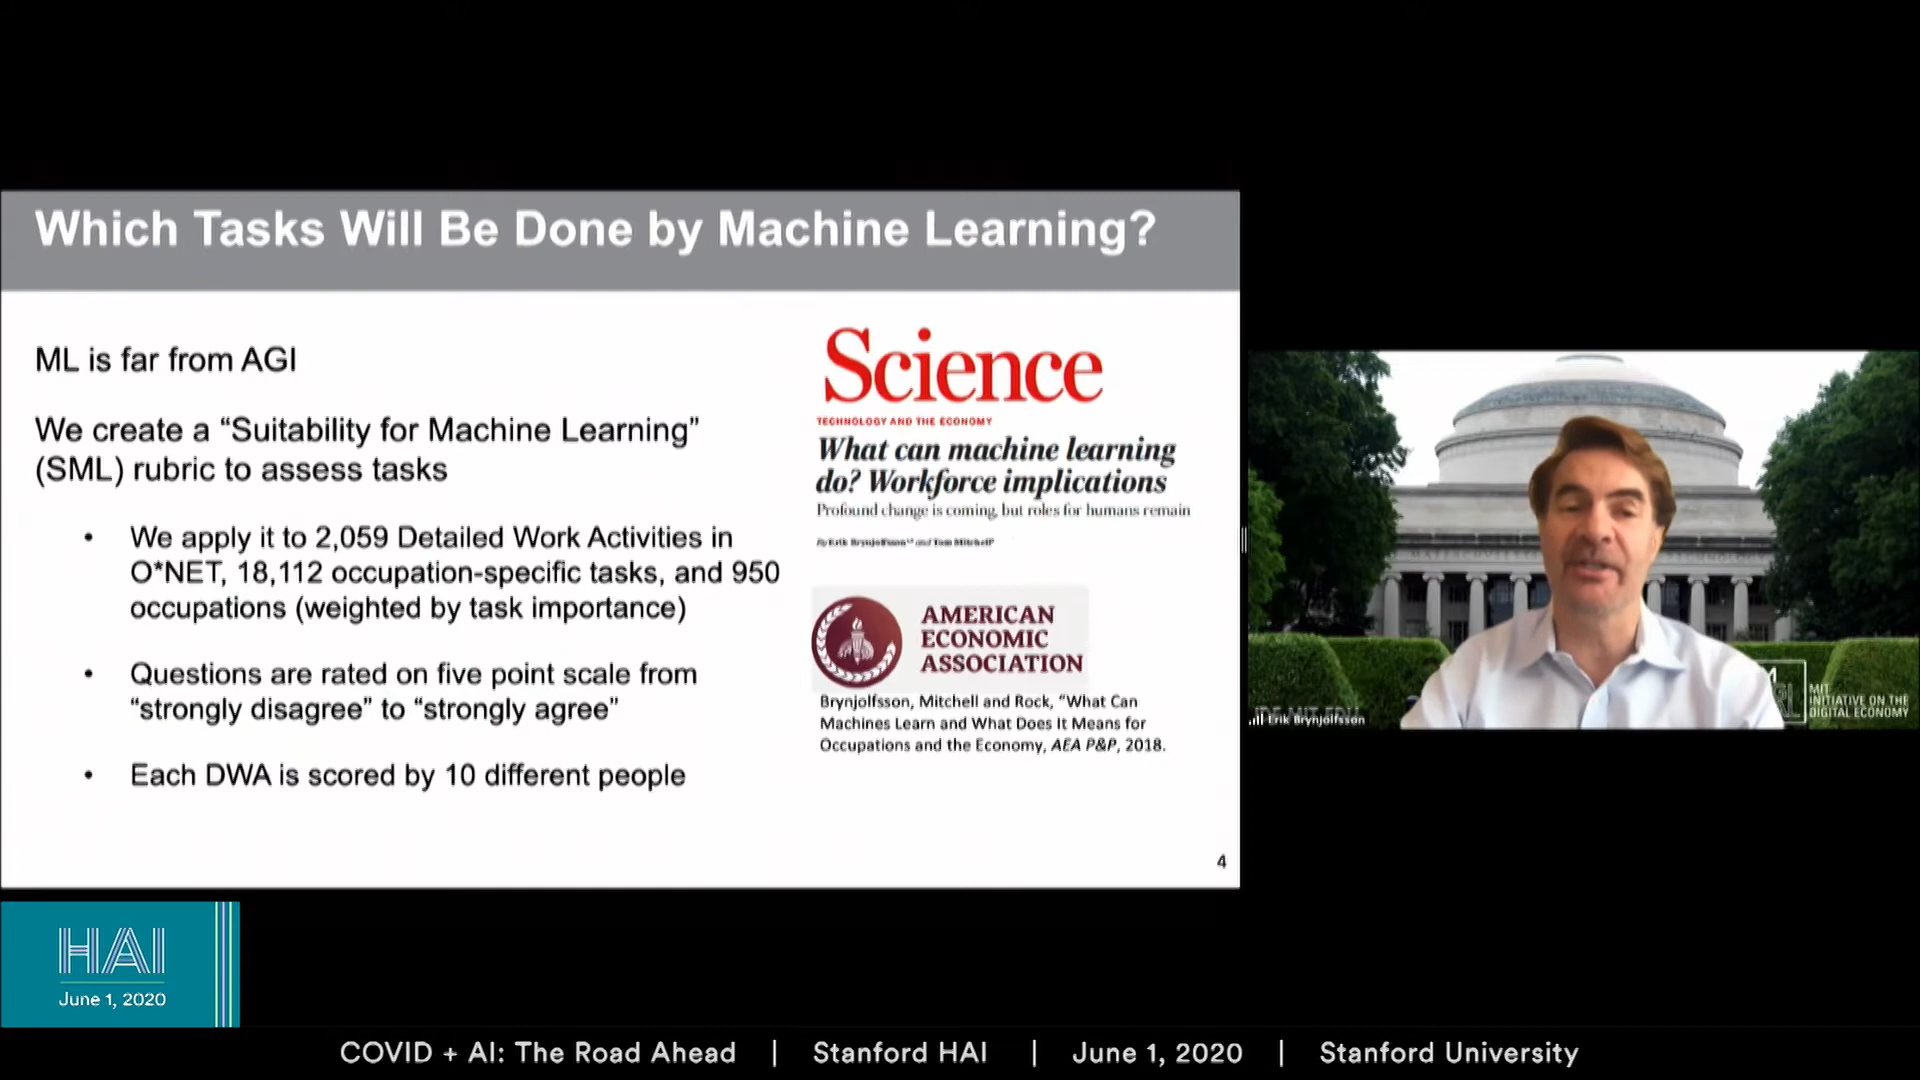 Which Tasks Will Be Done by Machine Learning?
ML is far from AGI
We create a “Suitability for Machine Learning”
(SML) rubric to assess tasks
• We apply it to 2,059 Detailed Work Activities in
O*NET, 18,112 occupation-specific tasks, and 950
occupations (weighted by task importance)
• Questions are rated on five point scale from
“strongly disagree” to “strongly agree”
• Each DWA is scored by 10 different people
Science
TECHNOLOGY AND THE ECONOMY
What can machine learning
do? Workforce implications
Profound change is coming, but roles for humans remain
By Erik Brynjolfsson and Tom Mitchell
AMERICAN
ECONOMIC
ASSOCIATION
Brynjolfsson, Mitchell and Rock, “What Can
Machines Learn and What Does It Means for
Occupations and the Economy, AEA P&P, 2018.
4
Erik Brynjolfsson
MIT
INITIATIVE ON THE
DIGITAL ECONOMY
HAI
June 1, 2020
COVID + AI: The Road Ahead | Stanford HAI | June 1, 2020 | Stanford University